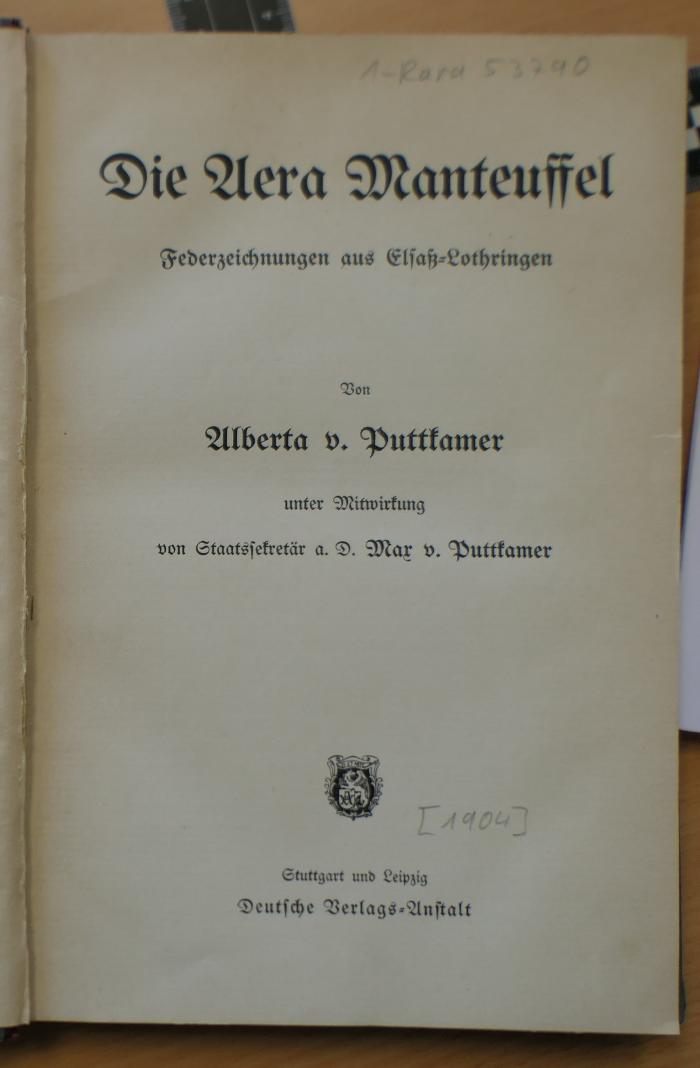 1-Rara 53790
Die Aera Manteuffel
Federzeichnungen aus Elsaß-Lothringen
Von
Alberta v. Puttkamer
unter Mitwirkung
von Staatssekretär a. D. Max v. Puttkamer
[1904]
Stuttgart und Leipzig
Deutsche Verlags-Anstalt